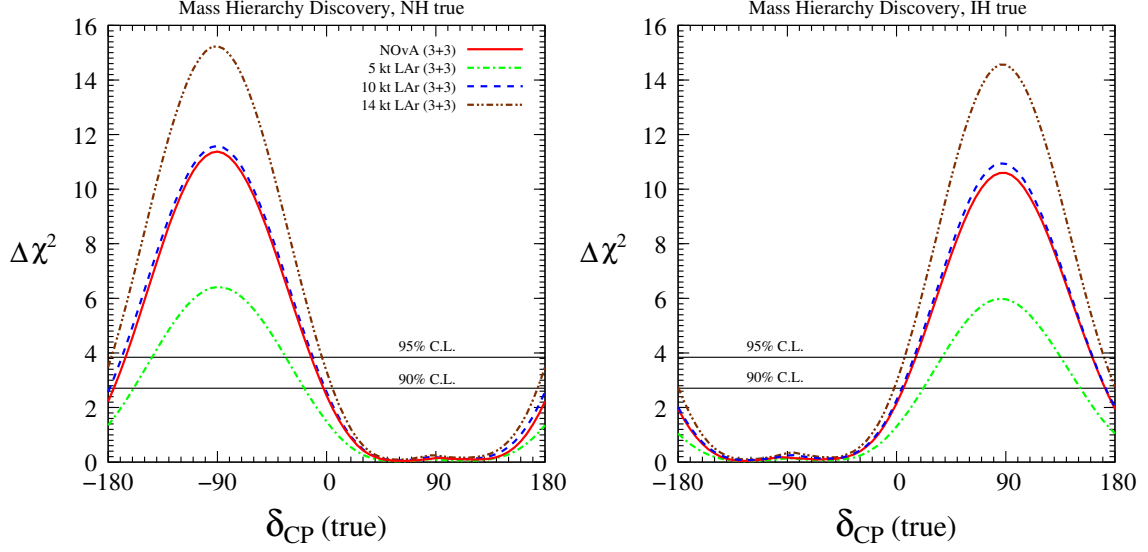 Mass Hierarchy Discovery, NH true
16
14
12
10
8
6
4
2
0
Δχ²
NOvA (3+3)
5 kt LAr (3+3)
10 kt LAr (3+3)
14 kt LAr (3+3)
95% C.L.
90% C.L.
−180 −90 0 90 180
δCP (true)
Mass Hierarchy Discovery, IH true
16
14
12
10
8
6
4
2
0
Δχ²
95% C.L.
90% C.L.
−180 −90 0 90 180
δCP (true)